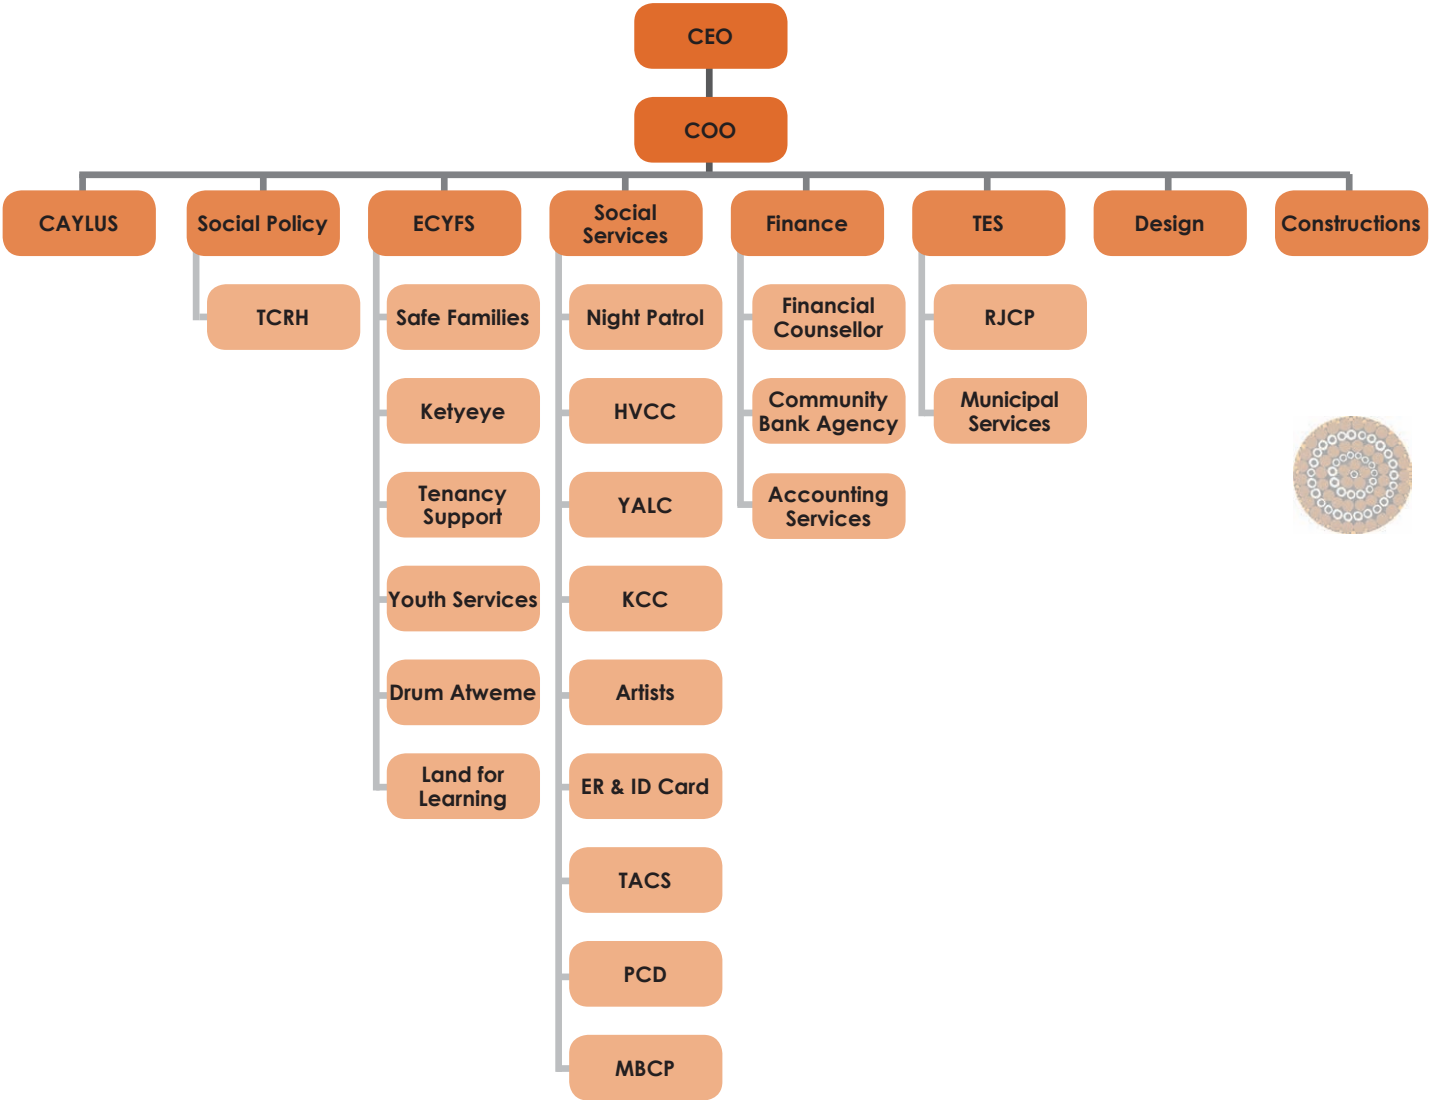 CEO
COO
CAYLUS
Social Policy
ECYFS
Social
Services
Finance
TES
Design
Constructions
TCRH
Safe Families
Ketyeye
Tenancy
Support
Youth Services
Drum Atweme
Land for
Learning
Night Patrol
HVCC
YALC
KCC
Artists
ER & ID Card
TACS
PCD
MBCP
Financial
Counsellor
Community
Bank Agency
Accounting
Services
RJCP
Municipal
Services